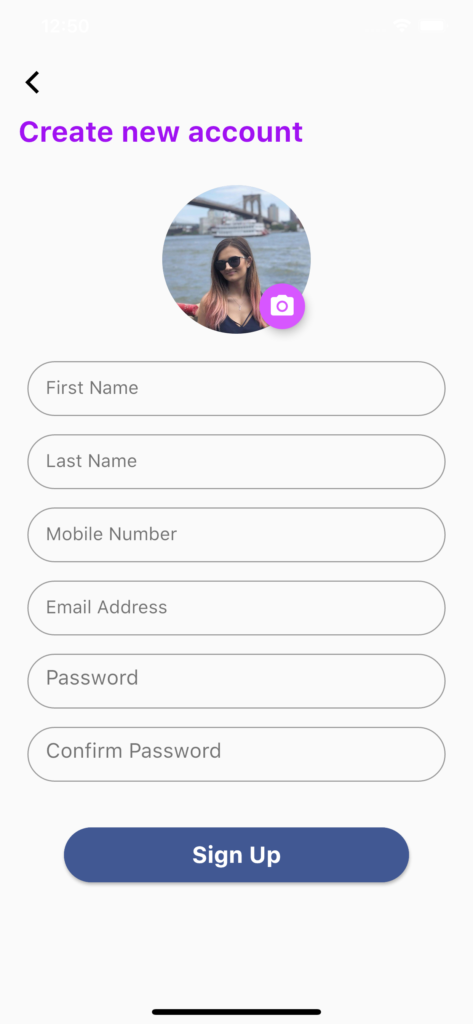 12:50
Create new account
First Name
Last Name
Mobile Number
Email Address
Password
Confirm Password
Sign Up